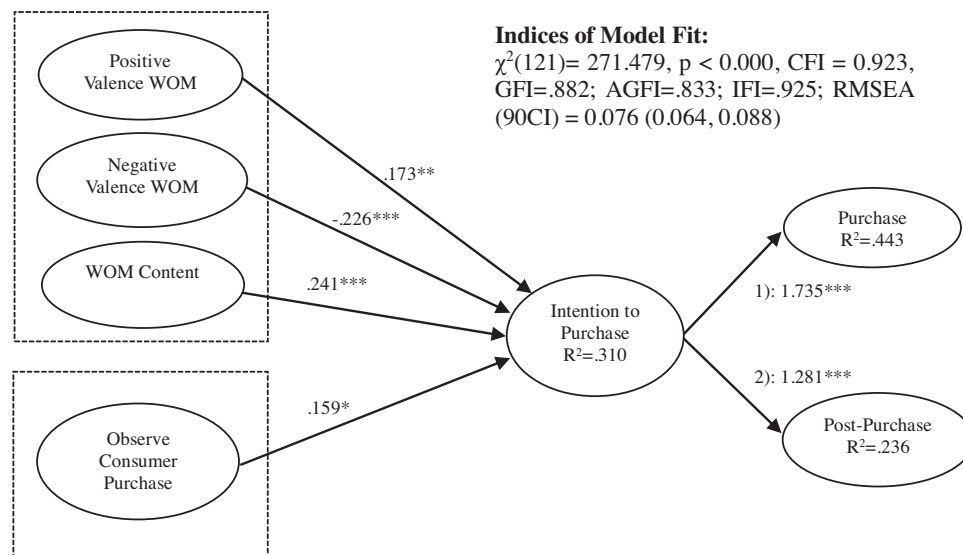 Indices of Model Fit:
χ²(121)= 271.479, p < 0.000, CFI = 0.923,
GFI=.882; AGFI=.833; IFI=.925; RMSEA
(90CI) = 0.076 (0.064, 0.088)
Positive
Valence WOM
Negative
Valence WOM
WOM Content
Observe
Consumer
Purchase
.173**
-.226***
.241***
.159*
Intention to
Purchase
R²=.310
Purchase
R²=.443
1): 1.735***
2): 1.281***
Post-Purchase
R²=.236